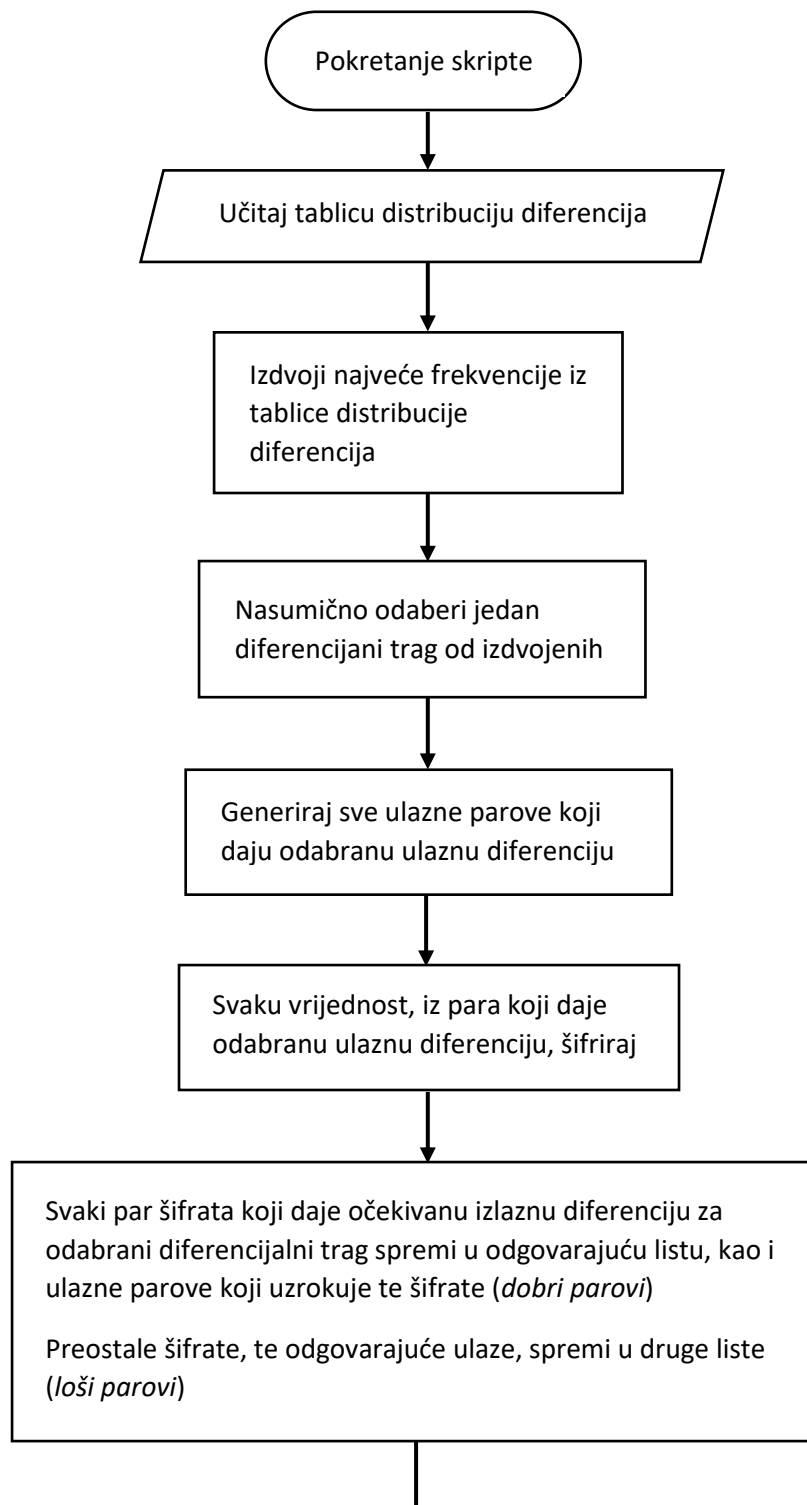 Pokretanje skripte
Učitaj tablicu distribuciju diferencija
Izdvoji najveće frekvencije iz
tablice distribucije
diferencija
Nasumično odaberi jedan
diferencijani trag od izdvojenih
Generiraj sve ulazne parove koji
daju odabranu ulaznu diferenciju
Svaku vrijednost, iz para koji daje
odabranu ulaznu diferenciju, šifriraj
Svaki par šifrata koji daje očekivanu izlaznu diferenciju za
odabrani diferencijalni trag spremi u odgovarajuću listu, kao i
ulazne parove koji uzrokuje te šifrate (dobri parovi)
Preostale šifrate, te odgovarajuće ulaze, spremi u druge liste
(loši parovi)